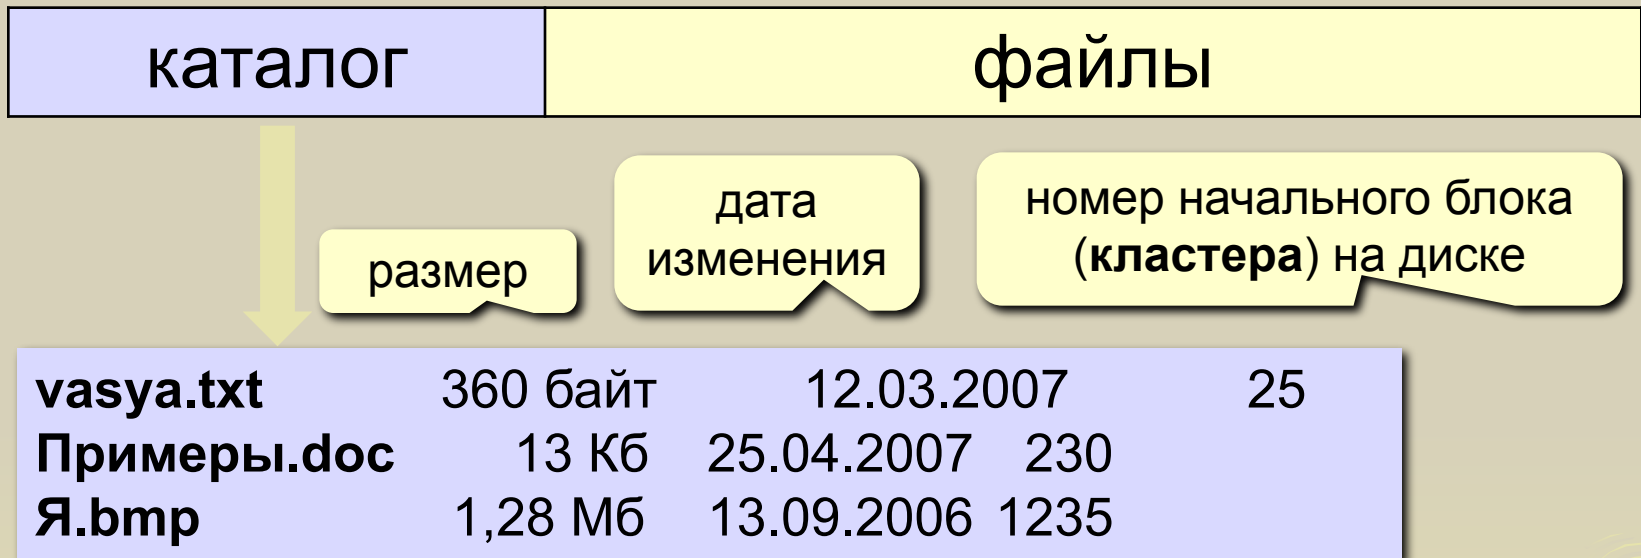 каталог файлы
дата
изменения
номер начального блока
(кластера) на диске
размер
vasya.txt 360 байт 12.03.2007 25
Примеры.doc 13 Кб 25.04.2007 230
Я.bmp 1,28 Мб 13.09.2006 1235